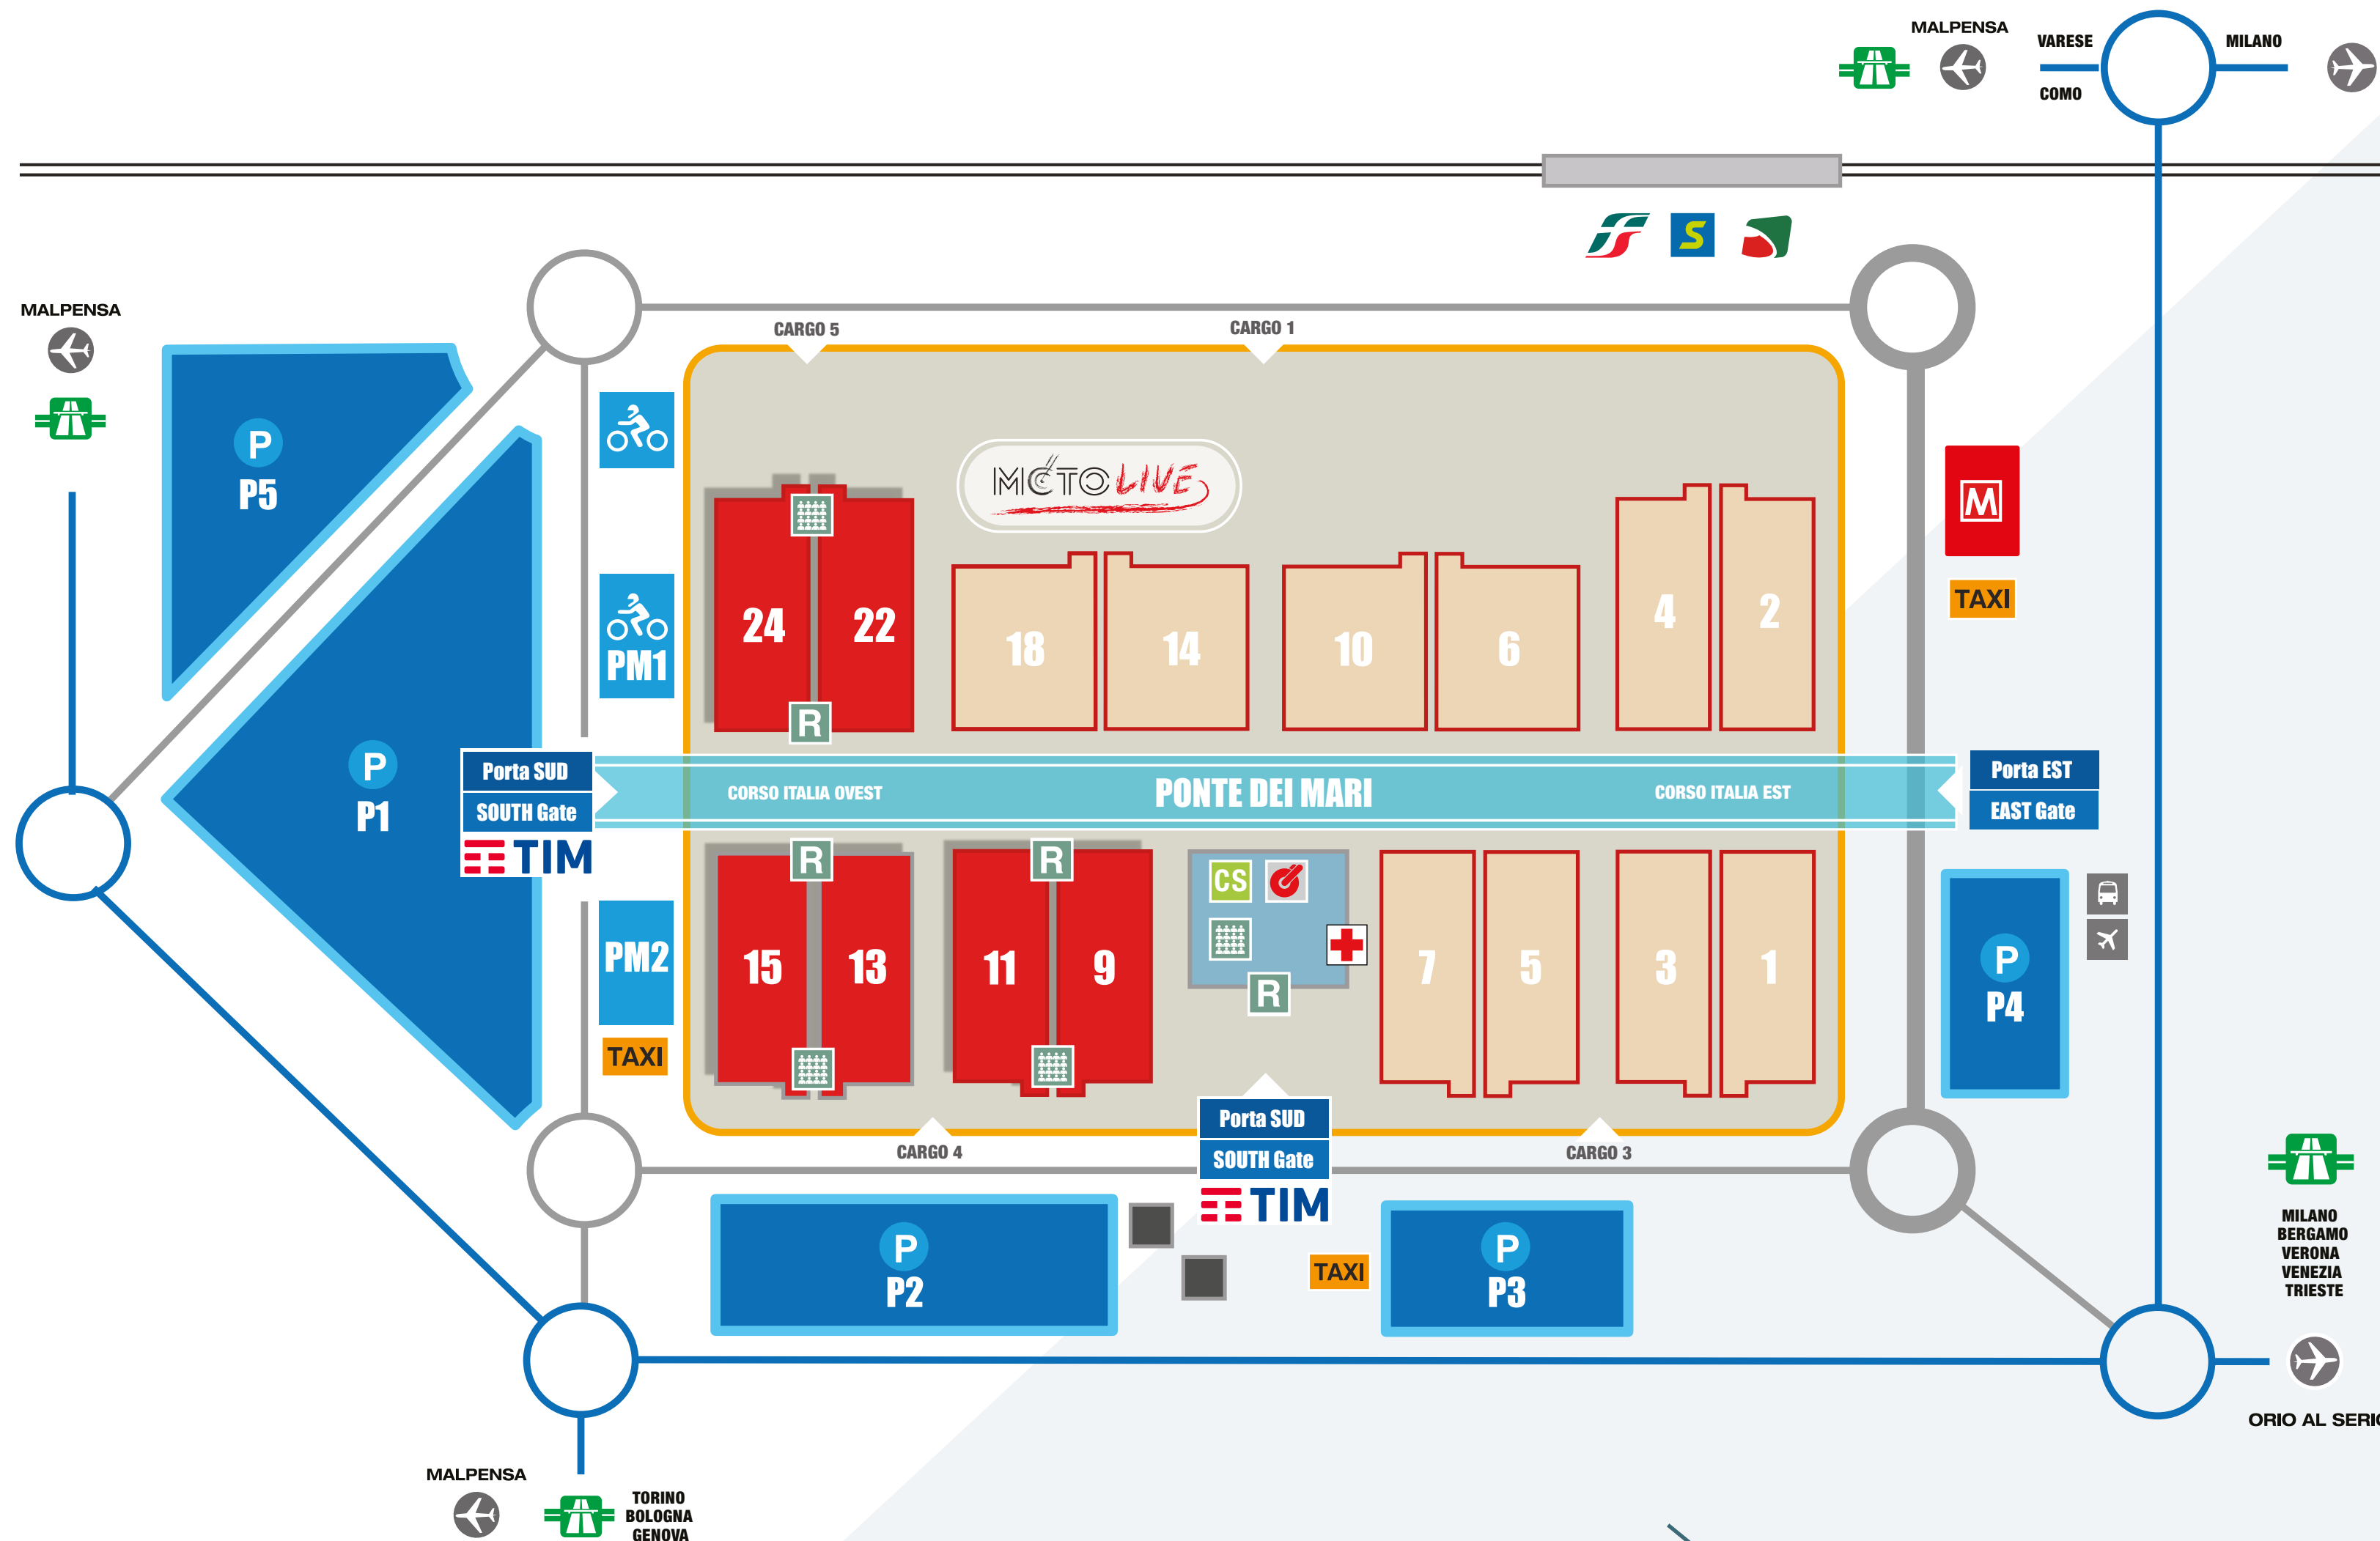 MALPENSA
VARESE
MILANO
COMO
S
MALPENSA
CARGO 5
CARGO 1
P
P5
MOTO LIVE
M
TAXI
PM1
24
22
18
14
10
6
4
2
R
P
P1
Porta SUD
SOUTH Gate
TIM
CORSO ITALIA OVEST
PONTE DEI MARI
CORSO ITALIA EST
Porta EST
EAST Gate
R
R
CS
PM2
15
13
11
9
7
5
3
1
R
P
P4
TAXI
Porta SUD
SOUTH Gate
TIM
CARGO 4
CARGO 3
P
P2
TAXI
P
P3
MILANO
BERGAMO
VERONA
VENEZIA
TRIESTE
ORIO AL SERI
MALPENSA
TORINO
BOLOGNA
GENOVA